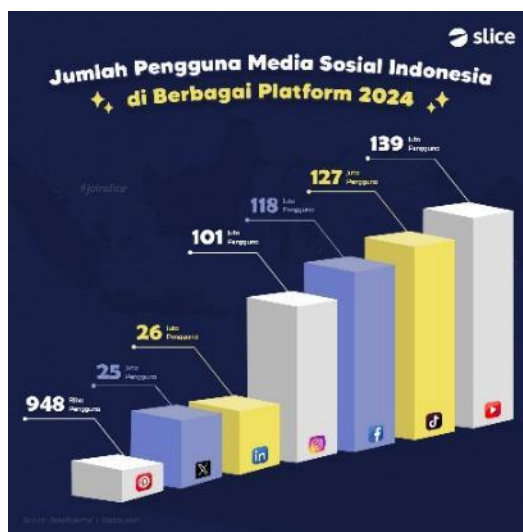 slice
Jumlah Pengguna Media Sosial Indonesia
di Berbagai Platform 2024
#joinslice
139 Juta
Pengguna
127 Juta
Pengguna
118 Juta
Pengguna
101 Juta
Pengguna
26 Juta
Pengguna
25 Juta
Pengguna
948 Ribu
Pengguna